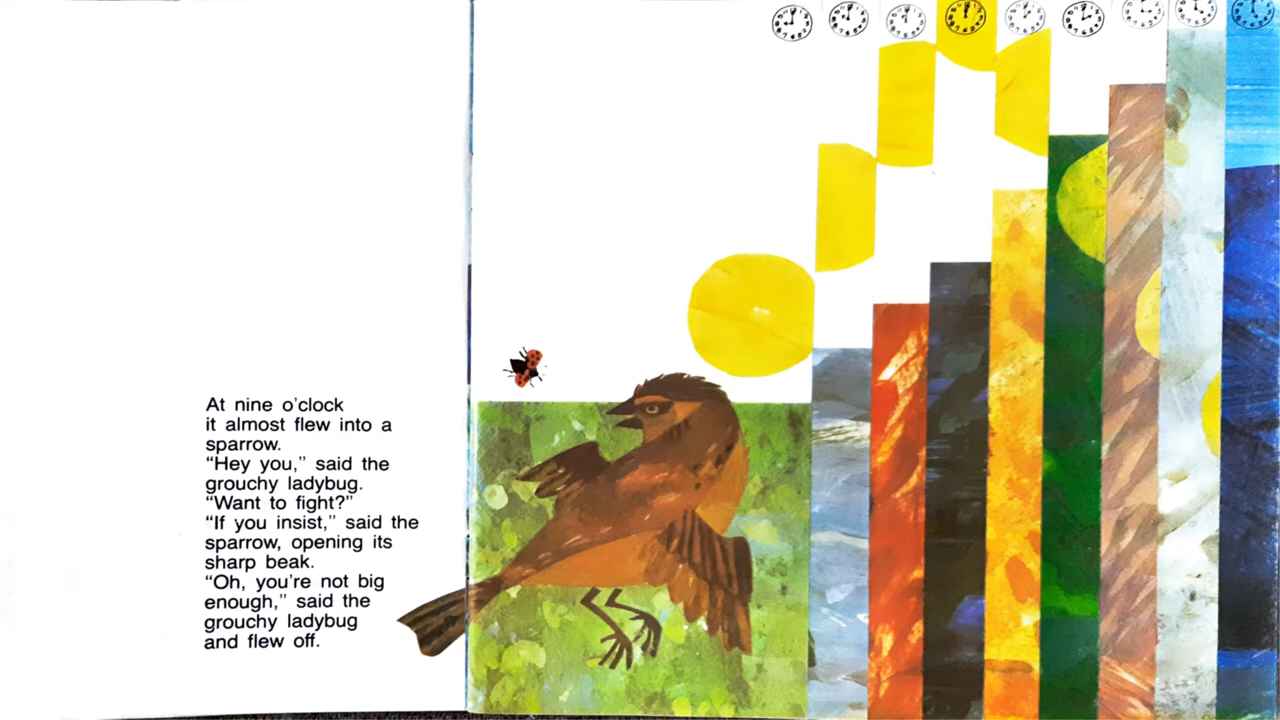 At nine o'clock
it almost flew into a
sparrow.
“Hey you,” said the
grouchy ladybug.
“Want to fight?”
“If you insist,” said the
sparrow, opening its
sharp beak.
“Oh, you're not big
enough,” said the
grouchy ladybug
and flew off.